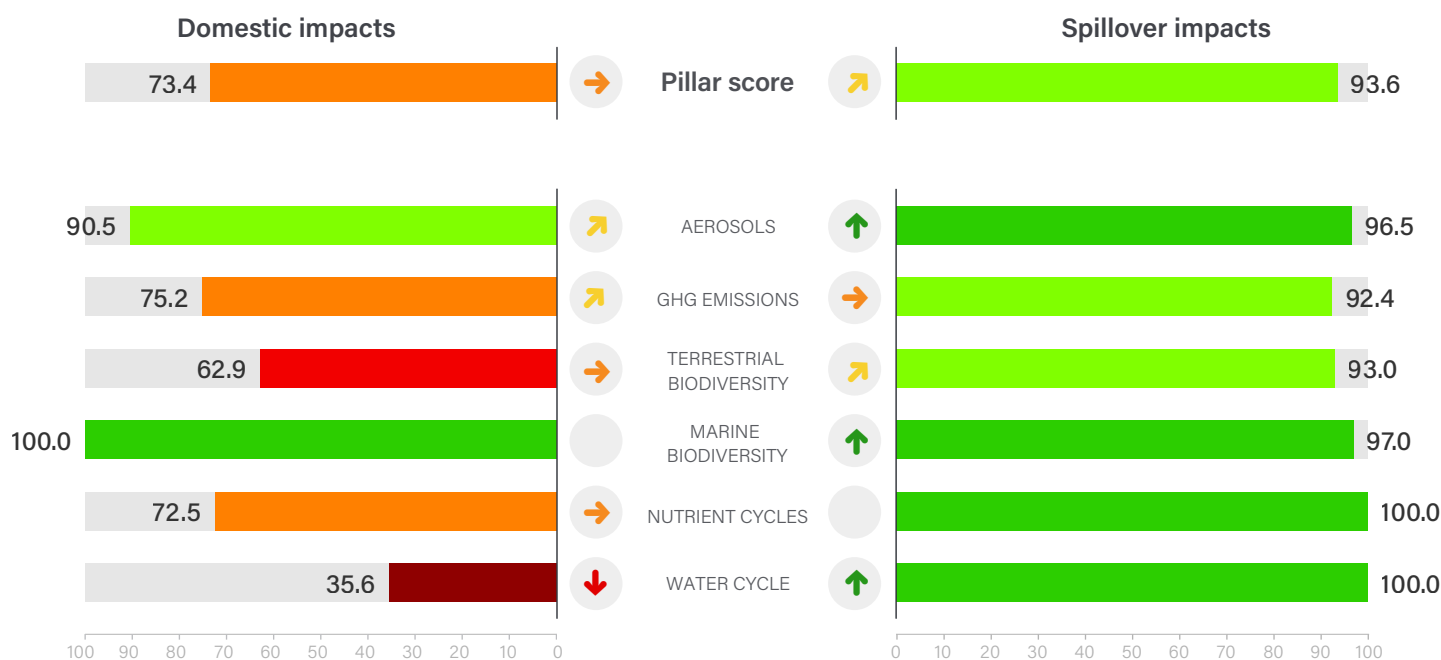 Domestic impacts
Spillover impacts
73.4
Pillar score
93.6
90.5
AEROSOLS
96.5
75.2
GHG EMISSIONS
92.4
62.9
TERRESTRIAL
BIODIVERSITY
93.0
100.0
MARINE
BIODIVERSITY
97.0
72.5
NUTRIENT CYCLES
100.0
35.6
WATER CYCLE
100.0
100 90 80 70 60 50 40 30 20 10 0
0 10 20 30 40 50 60 70 80 90 100